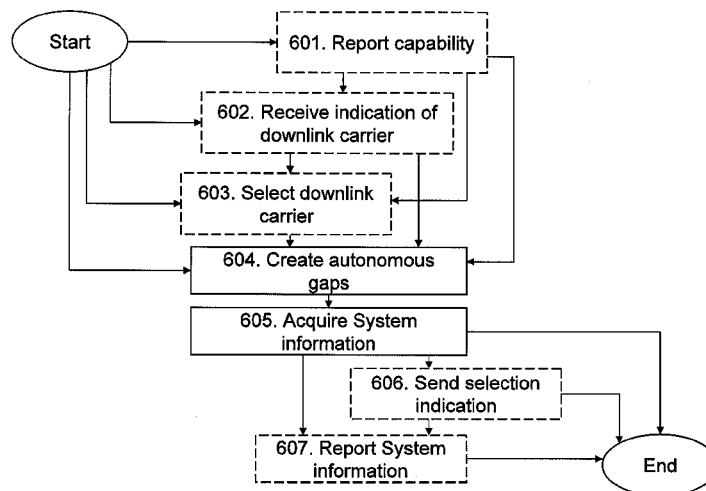 Start
601. Report capability
602. Receive indication of
downlink carrier
603. Select downlink
carrier
604. Create autonomous
gaps
605. Acquire System
information
606. Send selection
indication
607. Report System
information
End